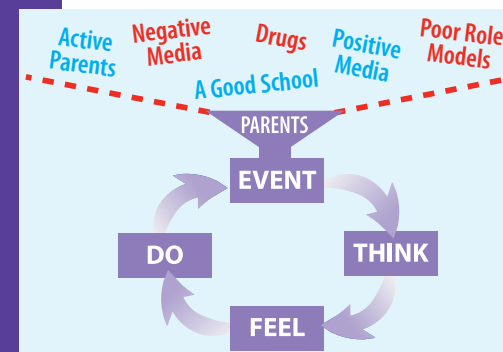 Active
Parents
Negative
Media
Drugs
Positive
Media
Poor Role
Models
A Good School
PARENTS
EVENT
DO
THINK
FEEL